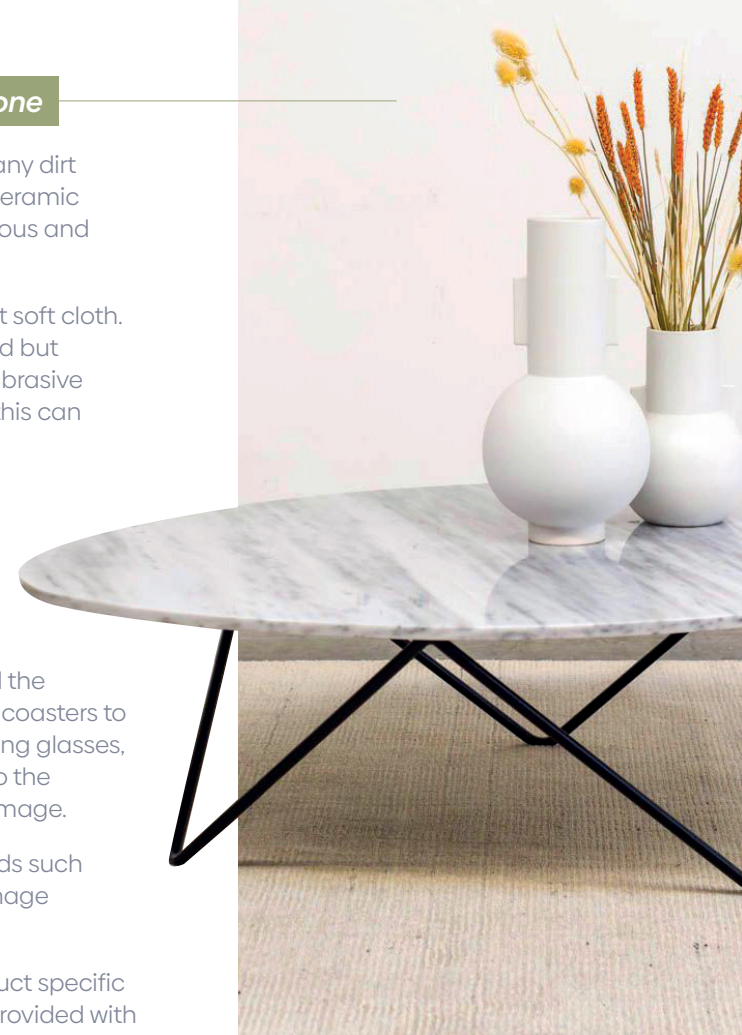 one
any dirt
eramic
ous and
t soft cloth.
d but
brasive
this can
the
coasters to
ng glasses,
o the
mage.
ds such
nage
uct specific
rovided with